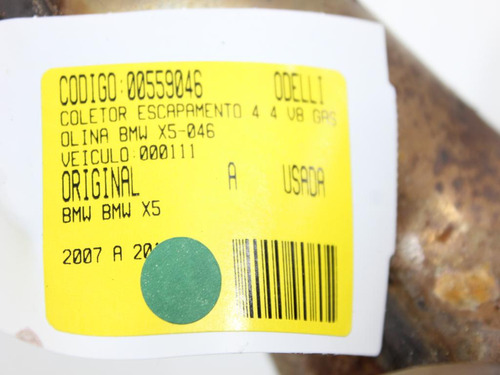 CODIGO:00559046 ODELLI
COLETOR ESCAPAMENTO 4 4 V8 GAS
OLINA BMW X5-046
VEICULO:000111
ORIGINAL A USADA
BMW BMW X5
2007 A